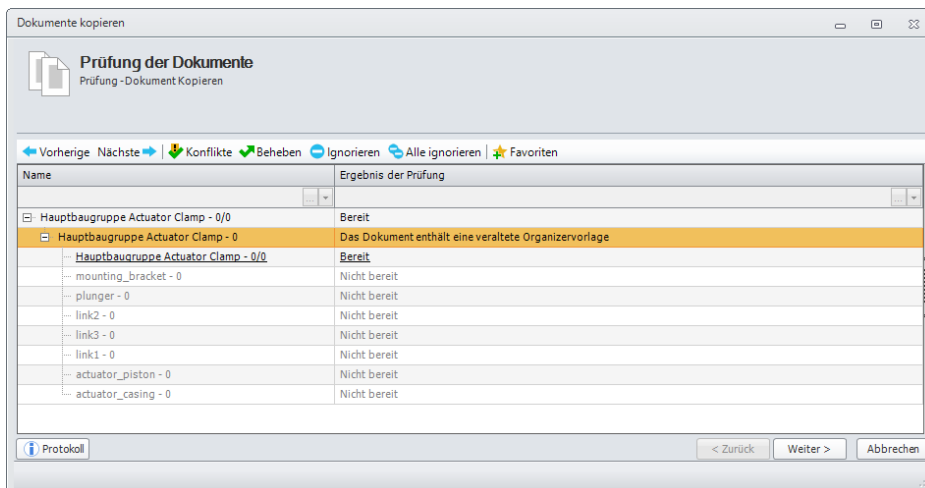 Dokumente kopieren
Prüfung der Dokumente
Prüfung -Dokument Kopieren
Vorherige Nächste Konflikte Beheben Ignorieren Alle ignorieren Favoriten
Name Ergebnis der Prüfung
Hauptbaugruppe Actuator Clamp - 0/0 Bereit
Hauptbaugruppe Actuator Clamp - 0 Das Dokument enthält eine veraltete Organizervorlage
Hauptbaugruppe Actuator Clamp - 0/0 Bereit
mounting_bracket - 0 Nicht bereit
plunger - 0 Nicht bereit
link2 - 0 Nicht bereit
link3 - 0 Nicht bereit
link1 - 0 Nicht bereit
actuator_piston - 0 Nicht bereit
actuator_casing - 0 Nicht bereit
Protokoll < Zurück Weiter > Abbrechen